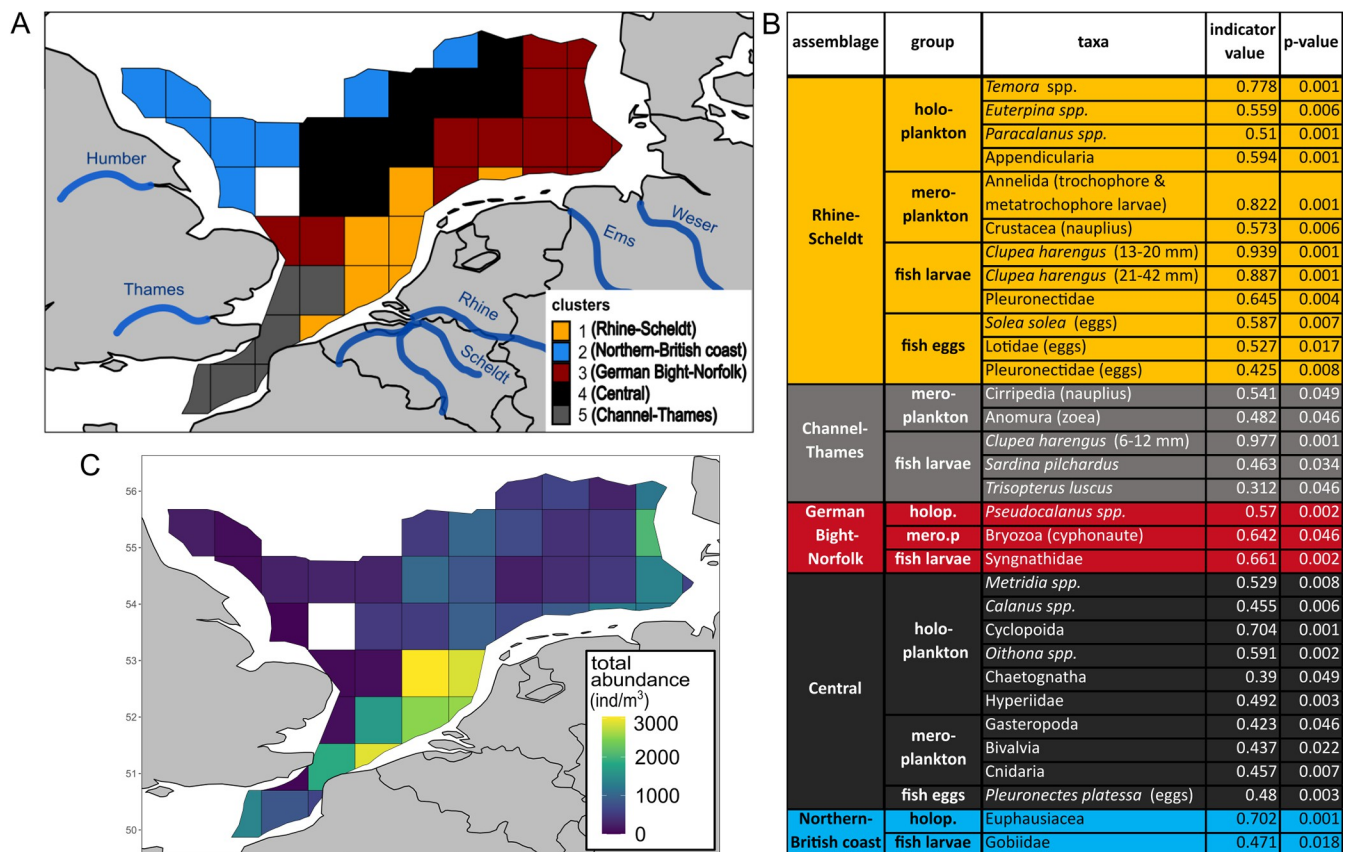 A
Humber
Thames
Ems
Weser
Rhine
Scheldt
clusters
1 (Rhine-Scheldt)
2 (Northern-British coast)
3 (German Bight-Norfolk)
4 (Central)
5 (Channel-Thames)
B
assemblage group taxa indicator value p-value
Rhine-Scheldt
holo-plankton
Temora spp. 0.778 0.001
Euterpina spp. 0.559 0.006
Paracalanus spp. 0.51 0.001
Appendicularia 0.594 0.001
mero-plankton
Annelida (trochophore &
metatrochophore larvae) 0.822 0.001
Crustacea (nauplius) 0.573 0.006
fish larvae
Clupea harengus (13-20 mm) 0.939 0.001
Clupea harengus (21-42 mm) 0.887 0.001
Pleuronectidae 0.645 0.004
fish eggs
Solea solea (eggs) 0.587 0.007
Lotidae (eggs) 0.527 0.017
Pleuronectidae (eggs) 0.425 0.008
Channel-Thames
mero-plankton
Cirripedia (nauplius) 0.541 0.049
Anomura (zoea) 0.482 0.046
fish larvae
Clupea harengus (6-12 mm) 0.977 0.001
Sardina pilchardus 0.463 0.034
Trisopterus luscus 0.312 0.046
German Bight-Norfolk
holop. Pseudocalanus spp. 0.57 0.002
mero.p Bryozoa (cyphonaute) 0.642 0.046
fish larvae Syngnathidae 0.661 0.002
Central
holo-plankton
Metridia spp. 0.529 0.008
Calanus spp. 0.455 0.006
Cyclopoida 0.704 0.001
Oithona spp. 0.591 0.002
Chaetognatha 0.39 0.049
Hyperiidae 0.492 0.003
mero-plankton
Gasteropoda 0.423 0.046
Bivalvia 0.437 0.022
Cnidaria 0.457 0.007
fish eggs Pleuronectes platessa (eggs) 0.48 0.003
Northern-British coast
holop. Euphausiacea 0.702 0.001
fish larvae Gobiidae 0.471 0.018
C
56
55
54
53
52
51
50
total
abundance
(ind/m³)
3000
2000
1000
0